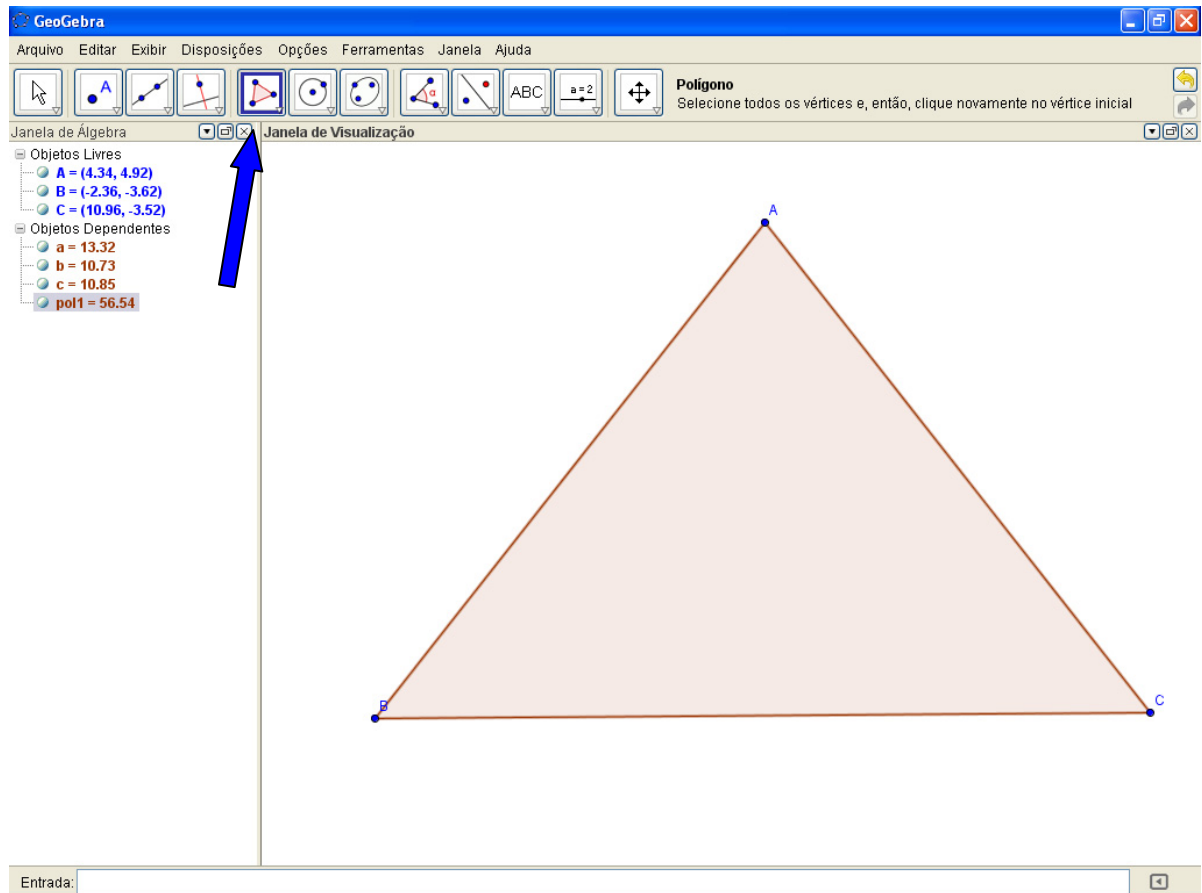 GeoGebra
Arquivo Editar Exibir Disposições Opções Ferramentas Janela Ajuda
A
α
ABC
a = 2
Polígono
Selecione todos os vértices e, então, clique novamente no vértice inicial
Janela de Álgebra
Janela de Visualização
Objetos Livres
A = (4.34, 4.92)
B = (-2.36, -3.62)
C = (10.96, -3.52)
Objetos Dependentes
a = 13.32
b = 10.73
c = 10.85
pol1 = 56.54
A
B
C
Entrada: